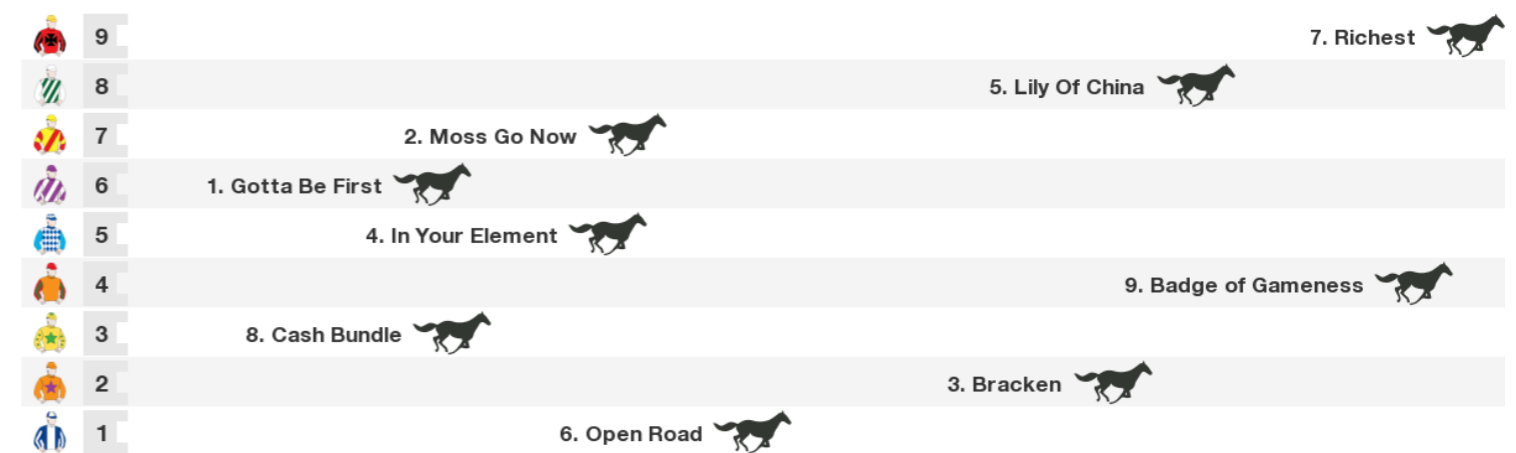 9 7. Richest
8 5. Lily Of China
7 2. Moss Go Now
6 1. Gotta Be First
5 4. In Your Element
4 9. Badge of Gameness
3 8. Cash Bundle
2 3. Bracken
1 6. Open Road